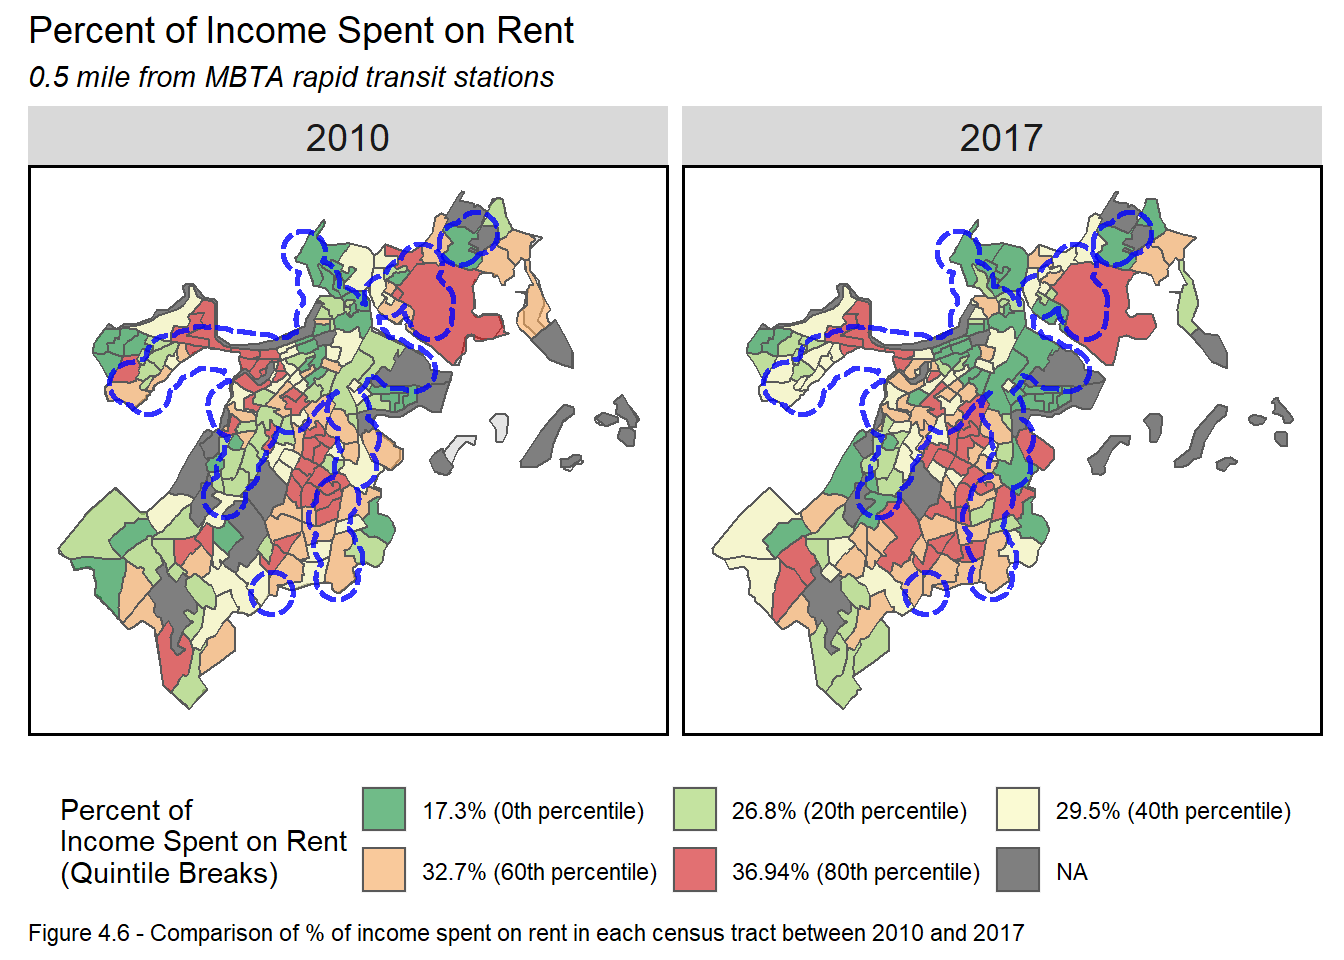 Percent of Income Spent on Rent
0.5 mile from MBTA rapid transit stations
2010
2017
Percent of
Income Spent on Rent
(Quintile Breaks)
17.3% (0th percentile)
26.8% (20th percentile)
29.5% (40th percentile)
32.7% (60th percentile)
36.94% (80th percentile)
NA
Figure 4.6 - Comparison of % of income spent on rent in each census tract between 2010 and 2017